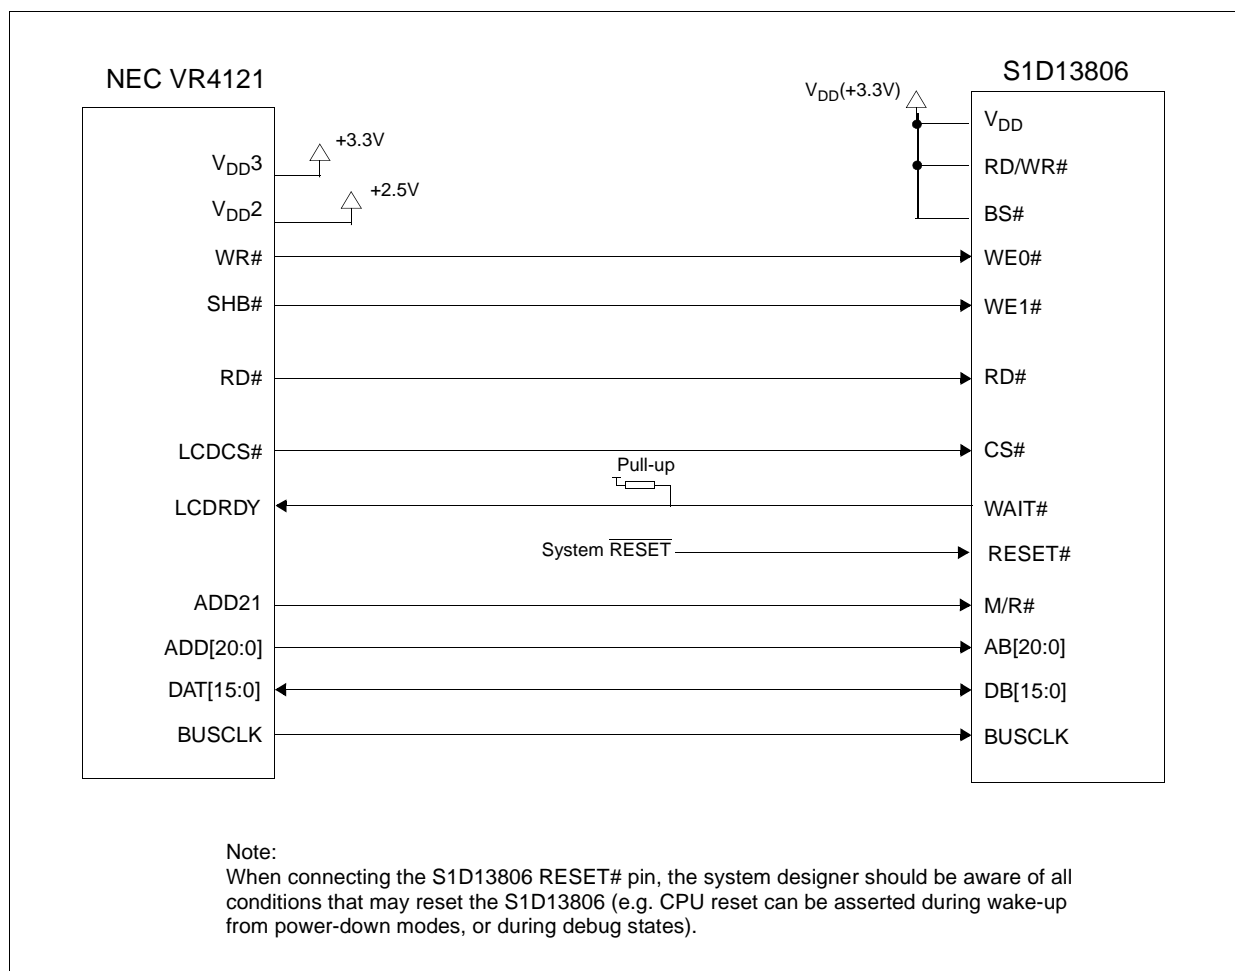 NEC VR4121
S1D13806
VDD(+3.3V)
+3.3V
+2.5V
VDD3
VDD2
WR#
SHB#
RD#
LCDCS#
LCDRDY
ADD21
ADD[20:0]
DAT[15:0]
BUSCLK
Pull-up
System RESET
VDD
RD/WR#
BS#
WE0#
WE1#
RD#
CS#
WAIT#
RESET#
M/R#
AB[20:0]
DB[15:0]
BUSCLK
Note:
When connecting the S1D13806 RESET# pin, the system designer should be aware of all
conditions that may reset the S1D13806 (e.g. CPU reset can be asserted during wake-up
from power-down modes, or during debug states).